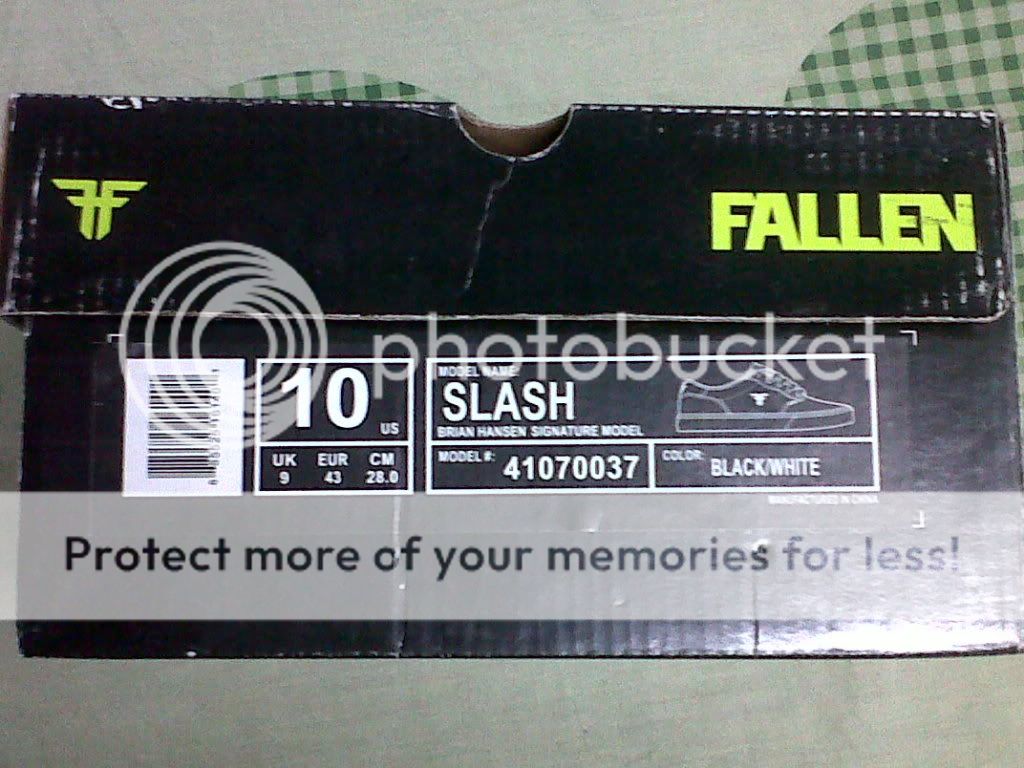 FALLEN
photobucket
10
US
UK EUR CM
9 43 28.0
MODEL NAME:
SLASH
BRIAN HANSEN SIGNATURE MODEL
MODEL #: 41070037
COLOR: BLACK/WHITE
MANUFACTURED IN CHINA
Protect more of your memories for less!